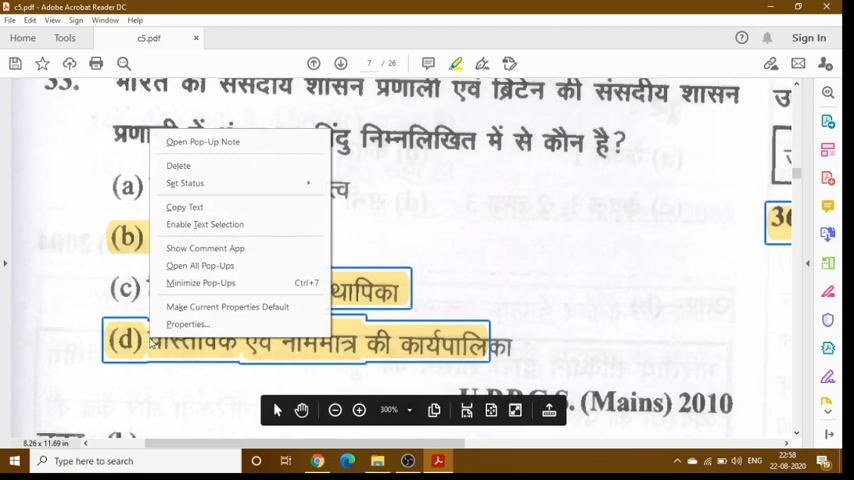 c5.pdf - Adobe Acrobat Reader DC
File Edit View Sign Window Help
Home Tools c5.pdf × Sign In
7 / 26
33. भारत की संसदीय शासन प्रणाली एवं ब्रिटेन की संसदीय शासन
निम्नलिखित में से कौन है?
(a)
(b)
(c) थापिका
(d) वास्तविक एवं नाममात्र की कार्यपालिका
(Mains) 2010
36
Open Pop-Up Note
Delete
Set Status
Copy Text
Enable Text Selection
Show Comment App
Open All Pop-Ups
Minimize Pop-Ups Ctrl+7
Make Current Properties Default
Properties...
300%
8.26 x 11.69 in
Type here to search
22:58
22-08-2020